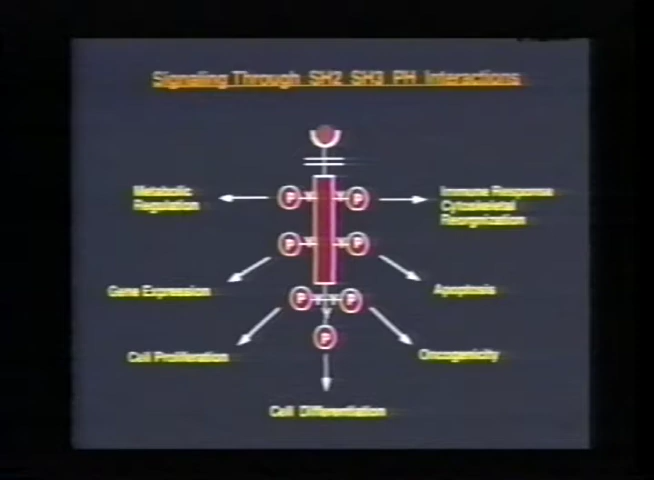 Signaling Through SH2 SH3 PH Interactions
Metabolic
Regulation
P
P
Immune Response
Cytoskeletal
Reorgnization
P
P
Gene Expression
Apoptosis
P
P
Cell Proliferation
P
Oncogenicity
Cell Differentiation